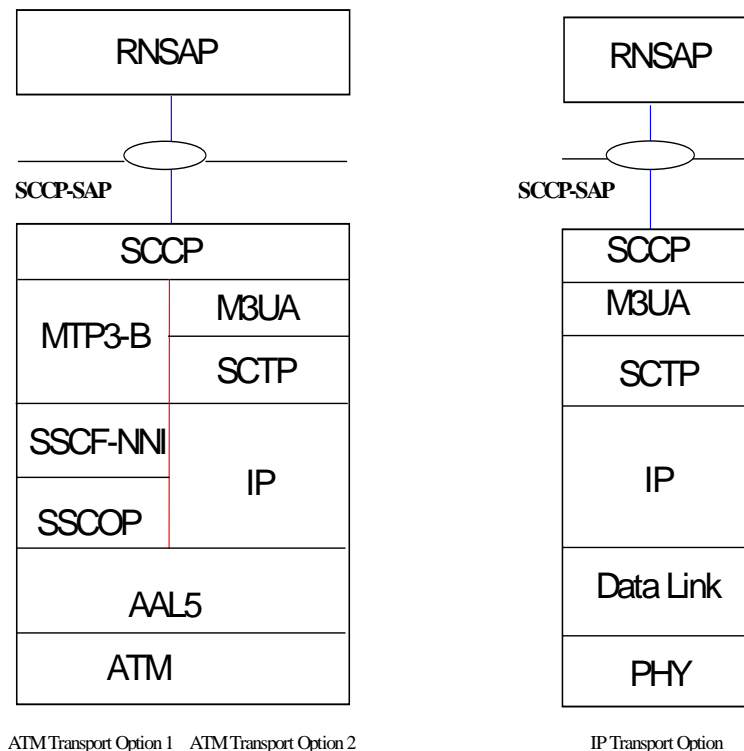 RNSAP
SCCP-SAP
SCCP
MTP3-B
M3UA
SCTP
SSCF-NNI
SSCOP
IP
AAL5
ATM
ATM Transport Option 1
ATM Transport Option 2
RNSAP
SCCP-SAP
SCCP
M3UA
SCTP
IP
Data Link
PHY
IP Transport Option